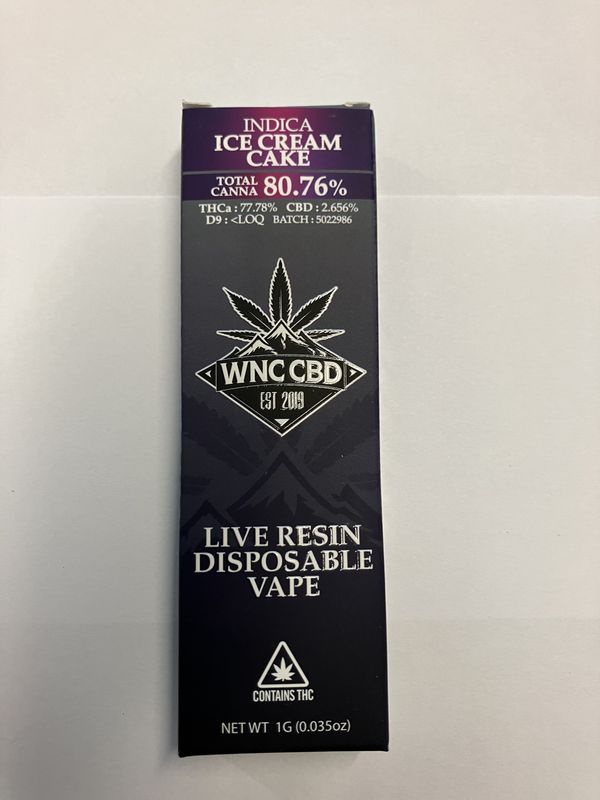 INDICA
ICE CREAM
CAKE
TOTAL
CANNA 80.76%
THCa : 77.78% CBD : 2.656%
D9 : <LOQ BATCH : 5022986
WNC CBD
EST 2019
LIVE RESIN
DISPOSABLE
VAPE
CONTAINS THC
NET WT 1G (0.035oz)